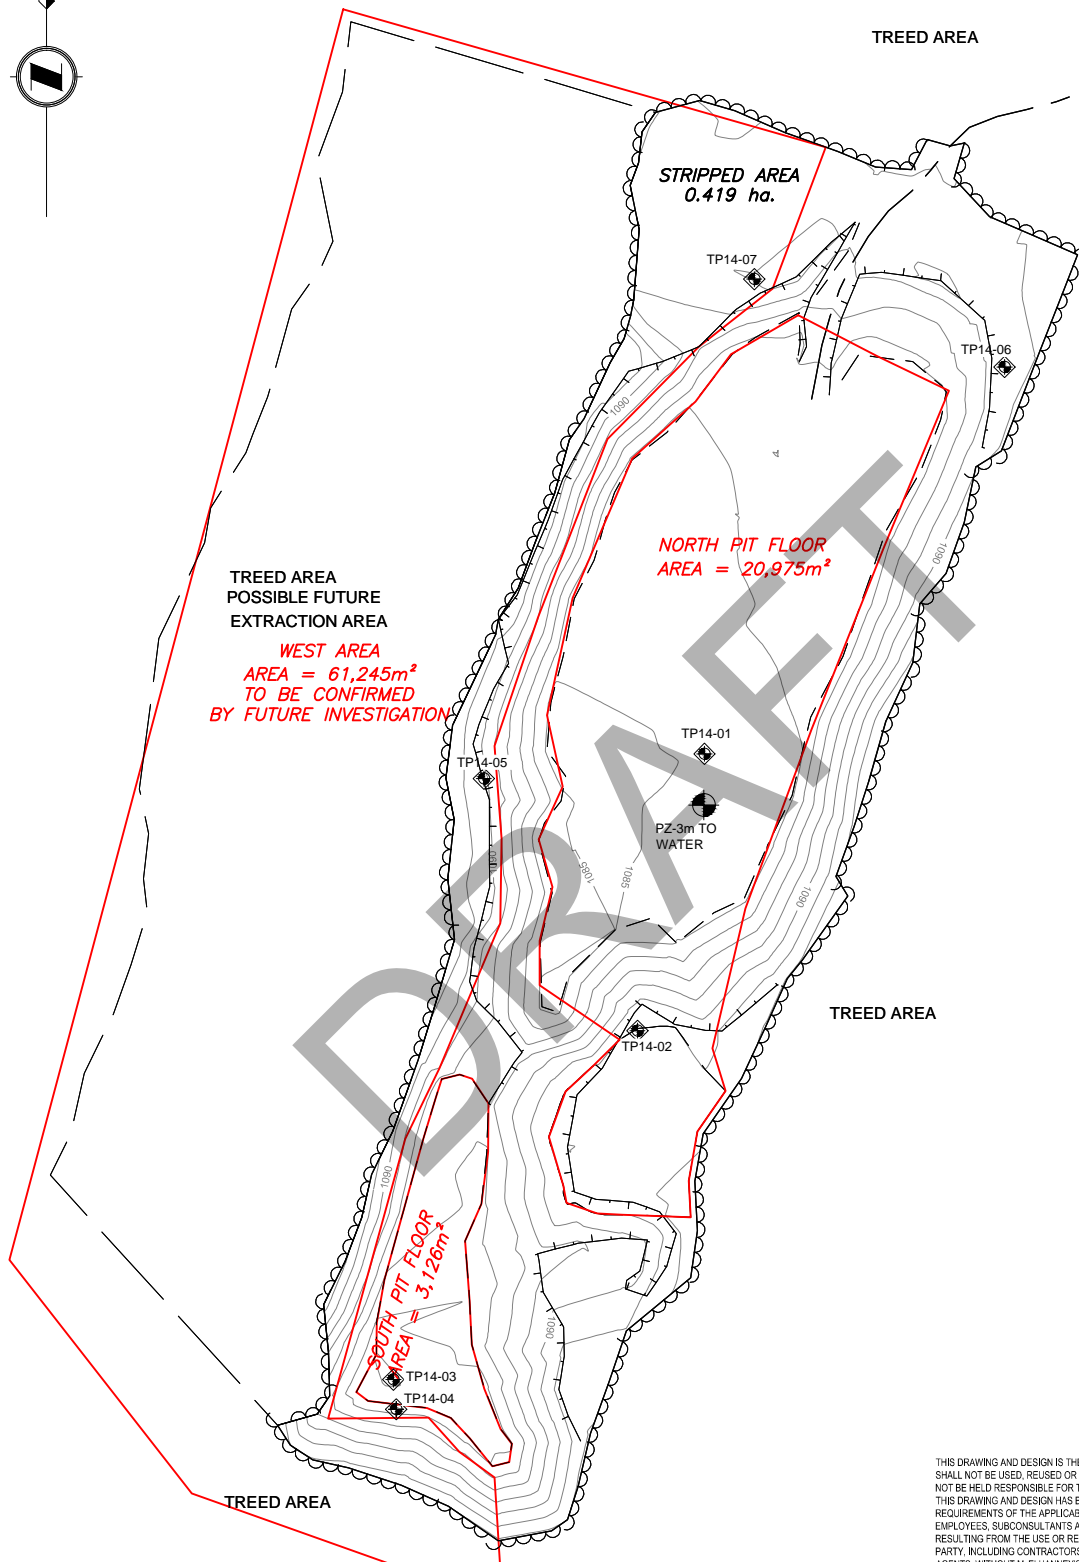 TREED AREA
STRIPPED AREA
0.419 ha.
TP14-07
TP14-06
1090
NORTH PIT FLOOR
AREA = 20,975m²
1090
TREED AREA
POSSIBLE FUTURE
EXTRACTION AREA
WEST AREA
AREA = 61,245m²
TO BE CONFIRMED
BY FUTURE INVESTIGATION
TP14-01
TP14-05
PZ-3m TO
WATER
1090
1085
1085
1090
DRAFT
TREED AREA
TP14-02
1090
SOUTH PIT FLOOR
AREA = 3,126m²
1090
TP14-03
TP14-04
TREED AREA
THIS DRAWING AND DESIGN IS THE
SHALL NOT BE USED, REUSED OR
NOT BE HELD RESPONSIBLE FOR T
THIS DRAWING AND DESIGN HAS B
REQUIREMENTS OF THE APPLICAB
EMPLOYEES, SUBCONSULTANTS A
RESULTING FROM THE USE OR RE
PARTY, INCLUDING CONTRACTORS